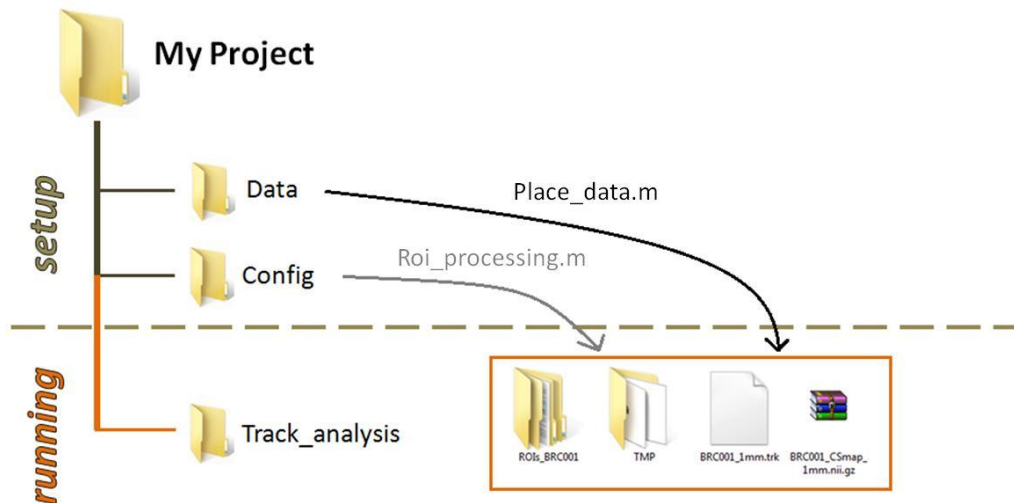 My Project
setup
Data
Place_data.m
Roi_processing.m
Config
running
Track_analysis
ROIs_BRC001
TMP
BRC001_1mm.trk
BRC001_CSmap_
1mm.nii.gz